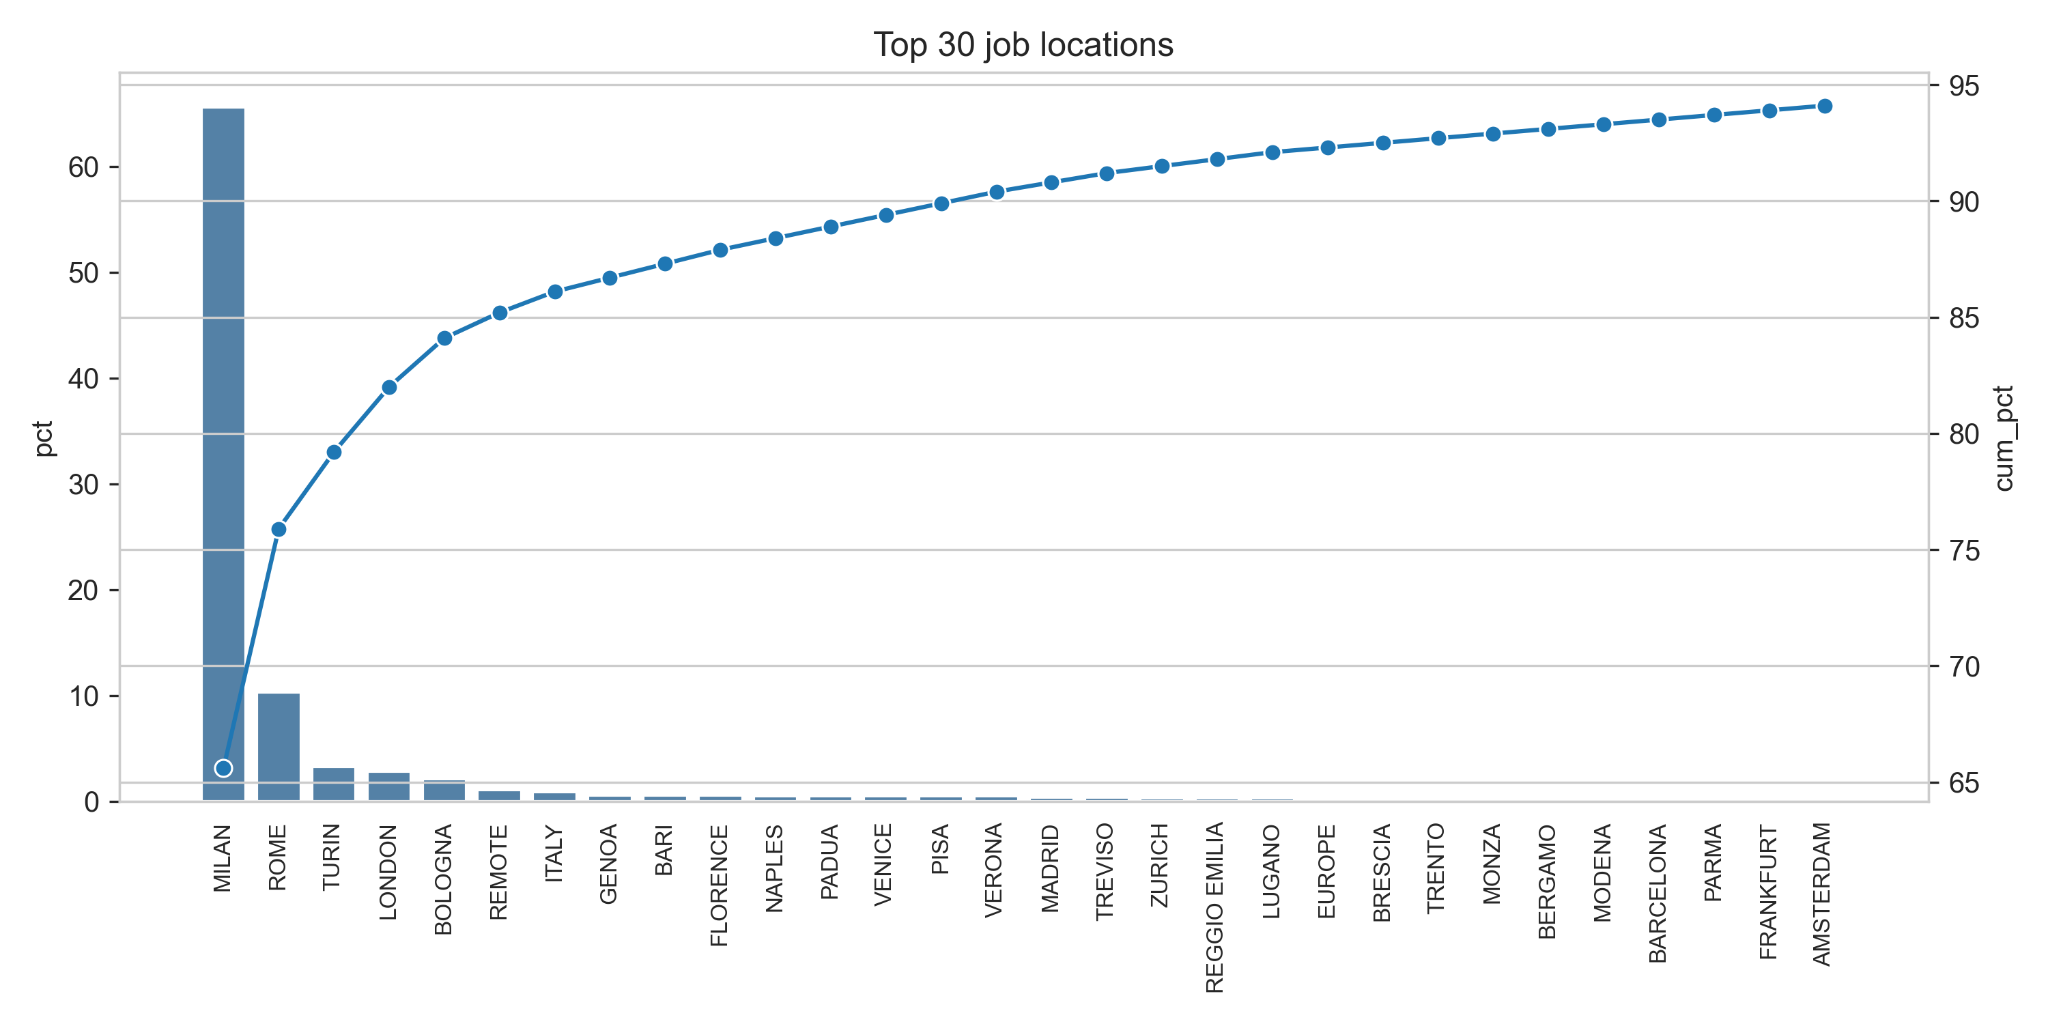 Top 30 job locations
pct
60
50
40
30
20
10
0
cum_pct
95
90
85
80
75
70
65
MILAN
ROME
TURIN
LONDON
BOLOGNA
REMOTE
ITALY
GENOA
BARI
FLORENCE
NAPLES
PADUA
VENICE
PISA
VERONA
MADRID
TREVISO
ZURICH
REGGIO EMILIA
LUGANO
EUROPE
BRESCIA
TRENTO
MONZA
BERGAMO
MODENA
BARCELONA
PARMA
FRANKFURT
AMSTERDAM